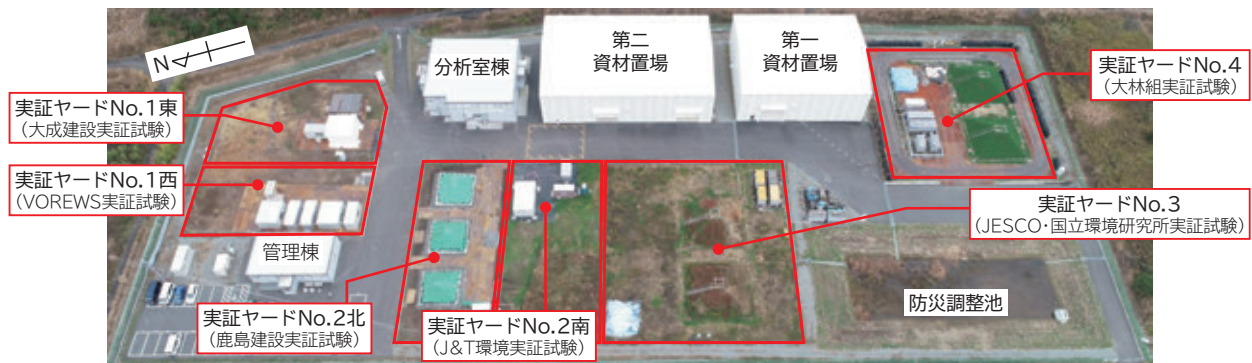 N
分析室棟
第二
資材置場
第一
資材置場
実証ヤードNo.4
（大林組実証試験）
実証ヤードNo.1東
（大成建設実証試験）
実証ヤードNo.1西
（VOREWS実証試験）
管理棟
実証ヤードNo.3
（JESCO・国立環境研究所実証試験）
防災調整池
実証ヤードNo.2北
（鹿島建設実証試験）
実証ヤードNo.2南
（J&T環境実証試験）